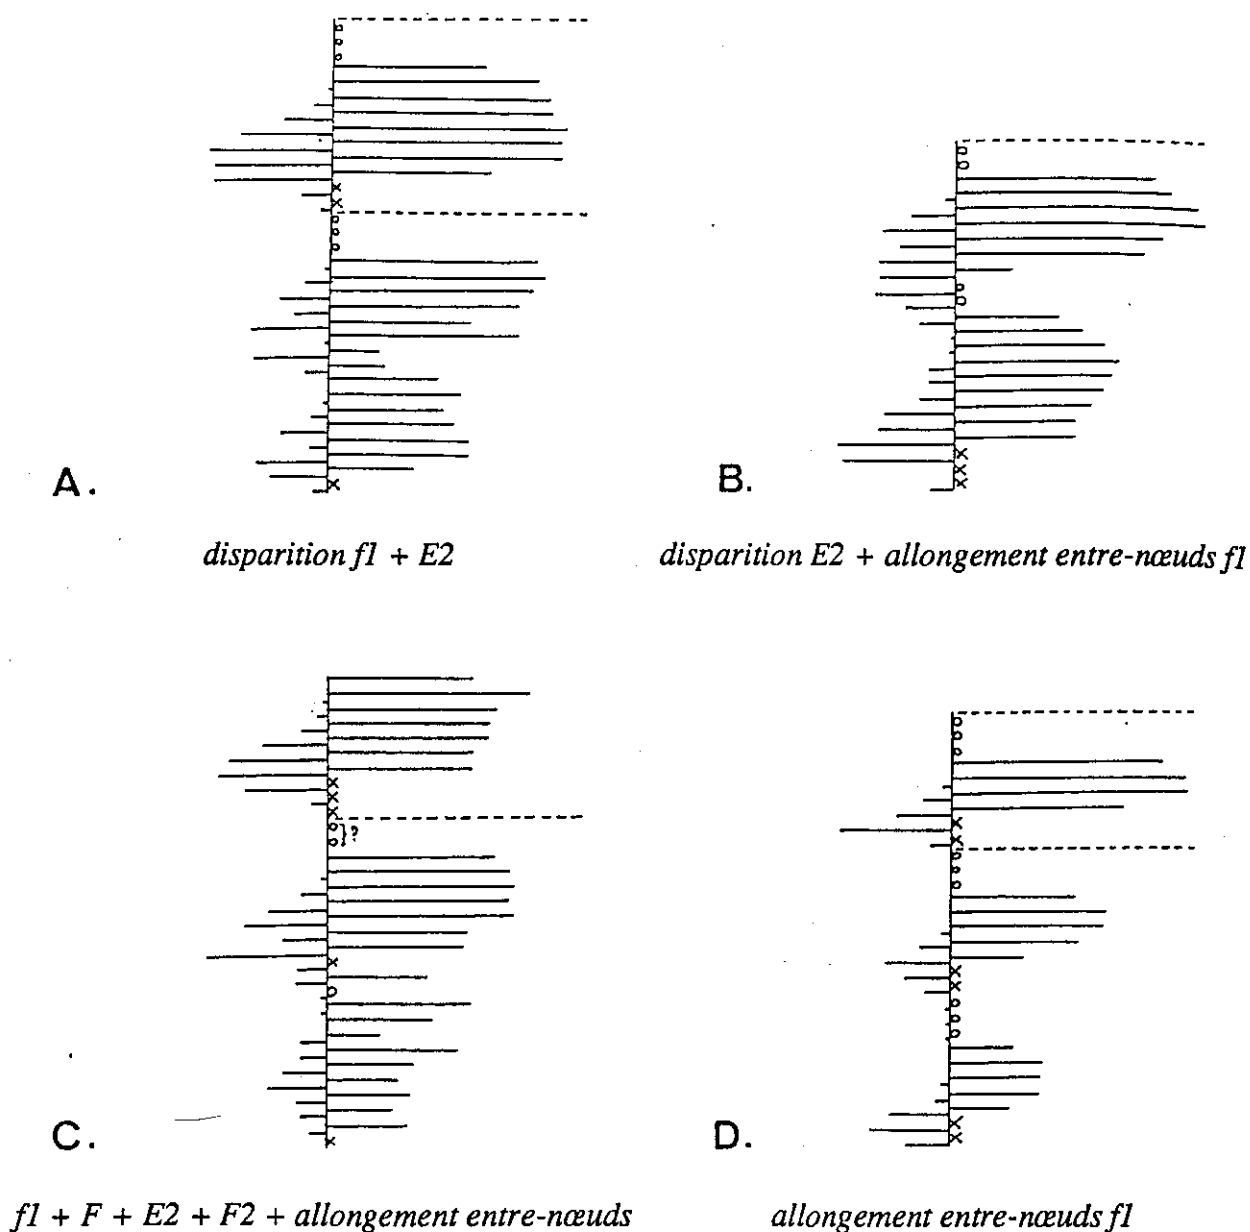 A.
B.
disparition f1 + E2
disparition E2 + allongement entre-nœuds f1
?
C.
D.
f1 + F + E2 + F2 + allongement entre-nœuds
allongement entre-nœuds f1